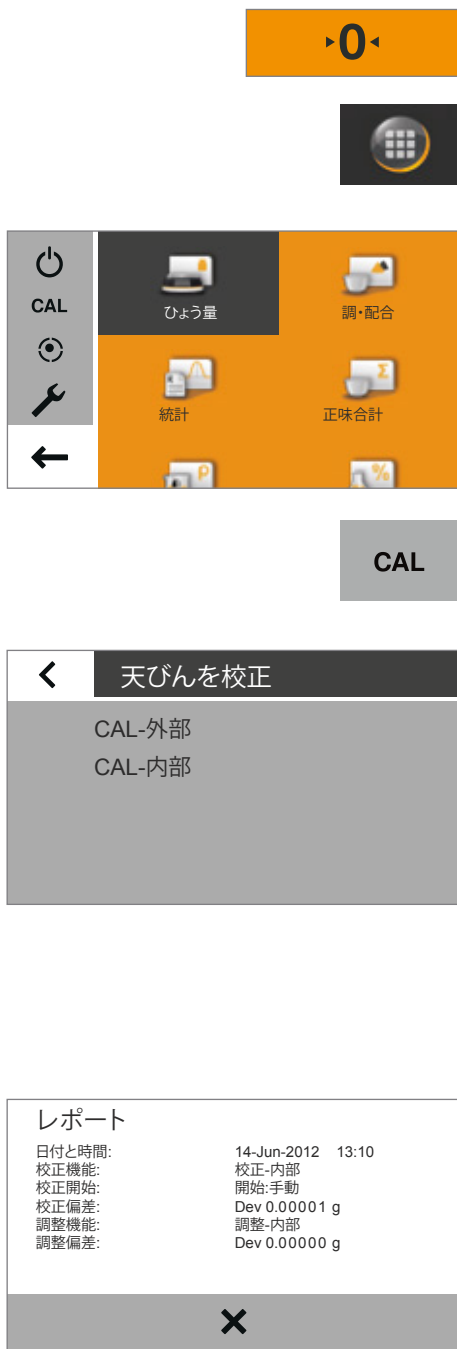 0
CAL
ひょう量
調・配合
統計
Σ
正味合計
ρ
%
CAL
天びんを校正
CAL-外部
CAL-内部
レポート
日付と時間: 14-Jun-2012 13:10
校正機能: 校正-内部
校正開始: 開始:手動
校正偏差: Dev 0.00001 g
調整機能: 調整-内部
調整偏差: Dev 0.00000 g